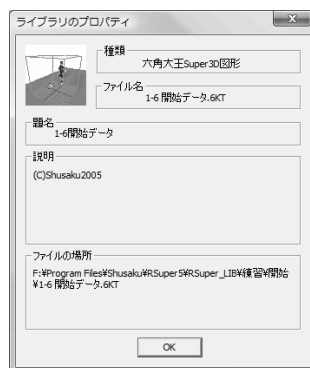 ライブラリのプロパティ
種類
六角大王Super3D図形
ファイル名
1-6 開始データ.6KT
題名
1-6開始データ
説明
(C)Shusaku2005
ファイルの場所
F:¥Program Files¥Shusaku¥RSuper5¥RSuper_LIB¥練習¥開始
¥1-6 開始データ.6KT
OK